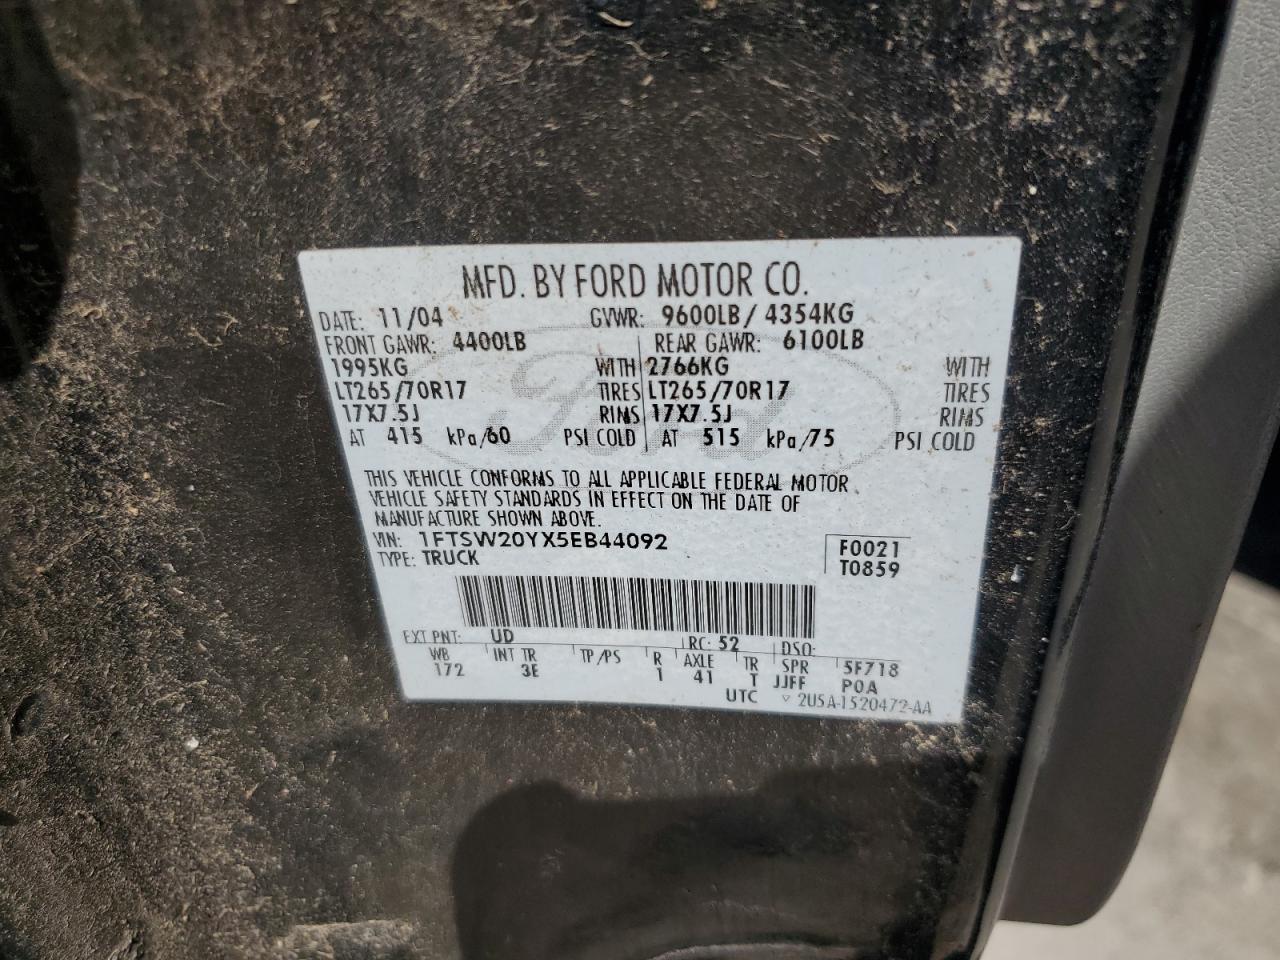 MFD. BY FORD MOTOR CO.
DATE: 11/04 GVWR: 9600LB/ 4354KG
FRONT GAWR: 4400LB REAR GAWR: 6100LB
1995KG WITH 2766KG WITH
LT265/70R17 TIRES LT265/70R17 TIRES
17X7.5J RIMS 17X7.5J RIMS
AT 415 kPa/60 PSI COLD AT 515 kPa/75 PSI COLD
Ford
THIS VEHICLE CONFORMS TO ALL APPLICABLE FEDERAL MOTOR
VEHICLE SAFETY STANDARDS IN EFFECT ON THE DATE OF
MANUFACTURE SHOWN ABOVE.
VIN: 1FTSW20YX5EB44092 F0021
TYPE: TRUCK T0859
EXT PNT: UD RC: 52 DSO:
WB INT TR TP/PS R AXLE TR SPR 5F718
172 3E 1 41 T JJFF POA
UTC ▽ 2U5A-1520472-AA